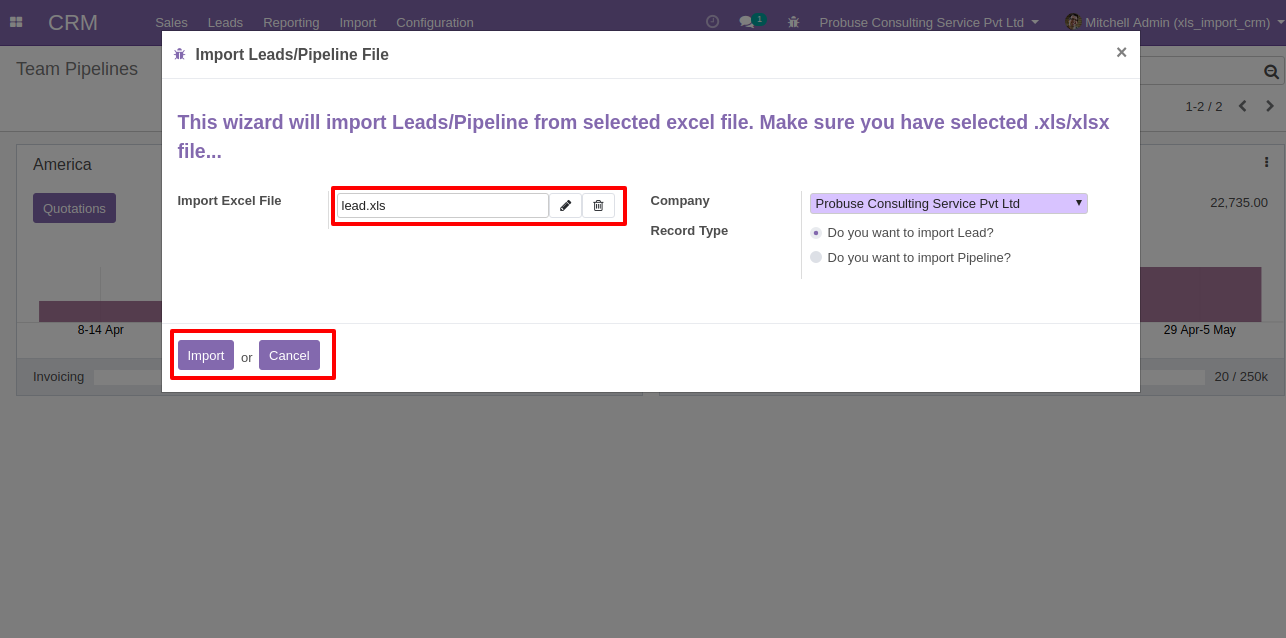 CRM Sales Leads Reporting Import Configuration 1 Probuse Consulting Service Pvt Ltd Mitchell Admin (xls_import_crm)
Import Leads/Pipeline File ×
Team Pipelines
1-2 / 2
This wizard will import Leads/Pipeline from selected excel file. Make sure you have selected .xls/xlsx
file...
America
Import Excel File lead.xls Company Probuse Consulting Service Pvt Ltd
Quotations 22,735.00
Record Type Do you want to import Lead?
Do you want to import Pipeline?
8-14 Apr 29 Apr-5 May
Import or Cancel
Invoicing 20 / 250k